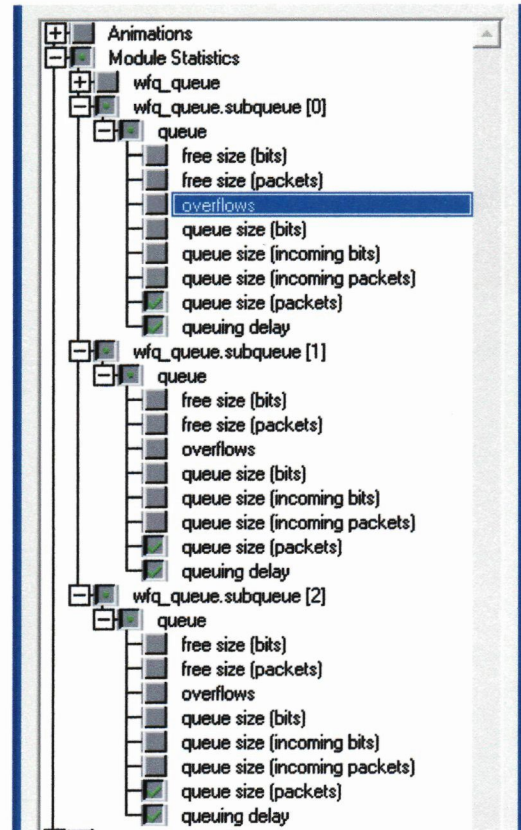 Animations
Module Statistics
wfq_queue
wfq_queue.subqueue [0]
queue
free size (bits)
free size (packets)
overflows
queue size (bits)
queue size (incoming bits)
queue size (incoming packets)
queue size (packets)
queuing delay
wfq_queue.subqueue [1]
queue
free size (bits)
free size (packets)
overflows
queue size (bits)
queue size (incoming bits)
queue size (incoming packets)
queue size (packets)
queuing delay
wfq_queue.subqueue [2]
queue
free size (bits)
free size (packets)
overflows
queue size (bits)
queue size (incoming bits)
queue size (incoming packets)
queue size (packets)
queuing delay